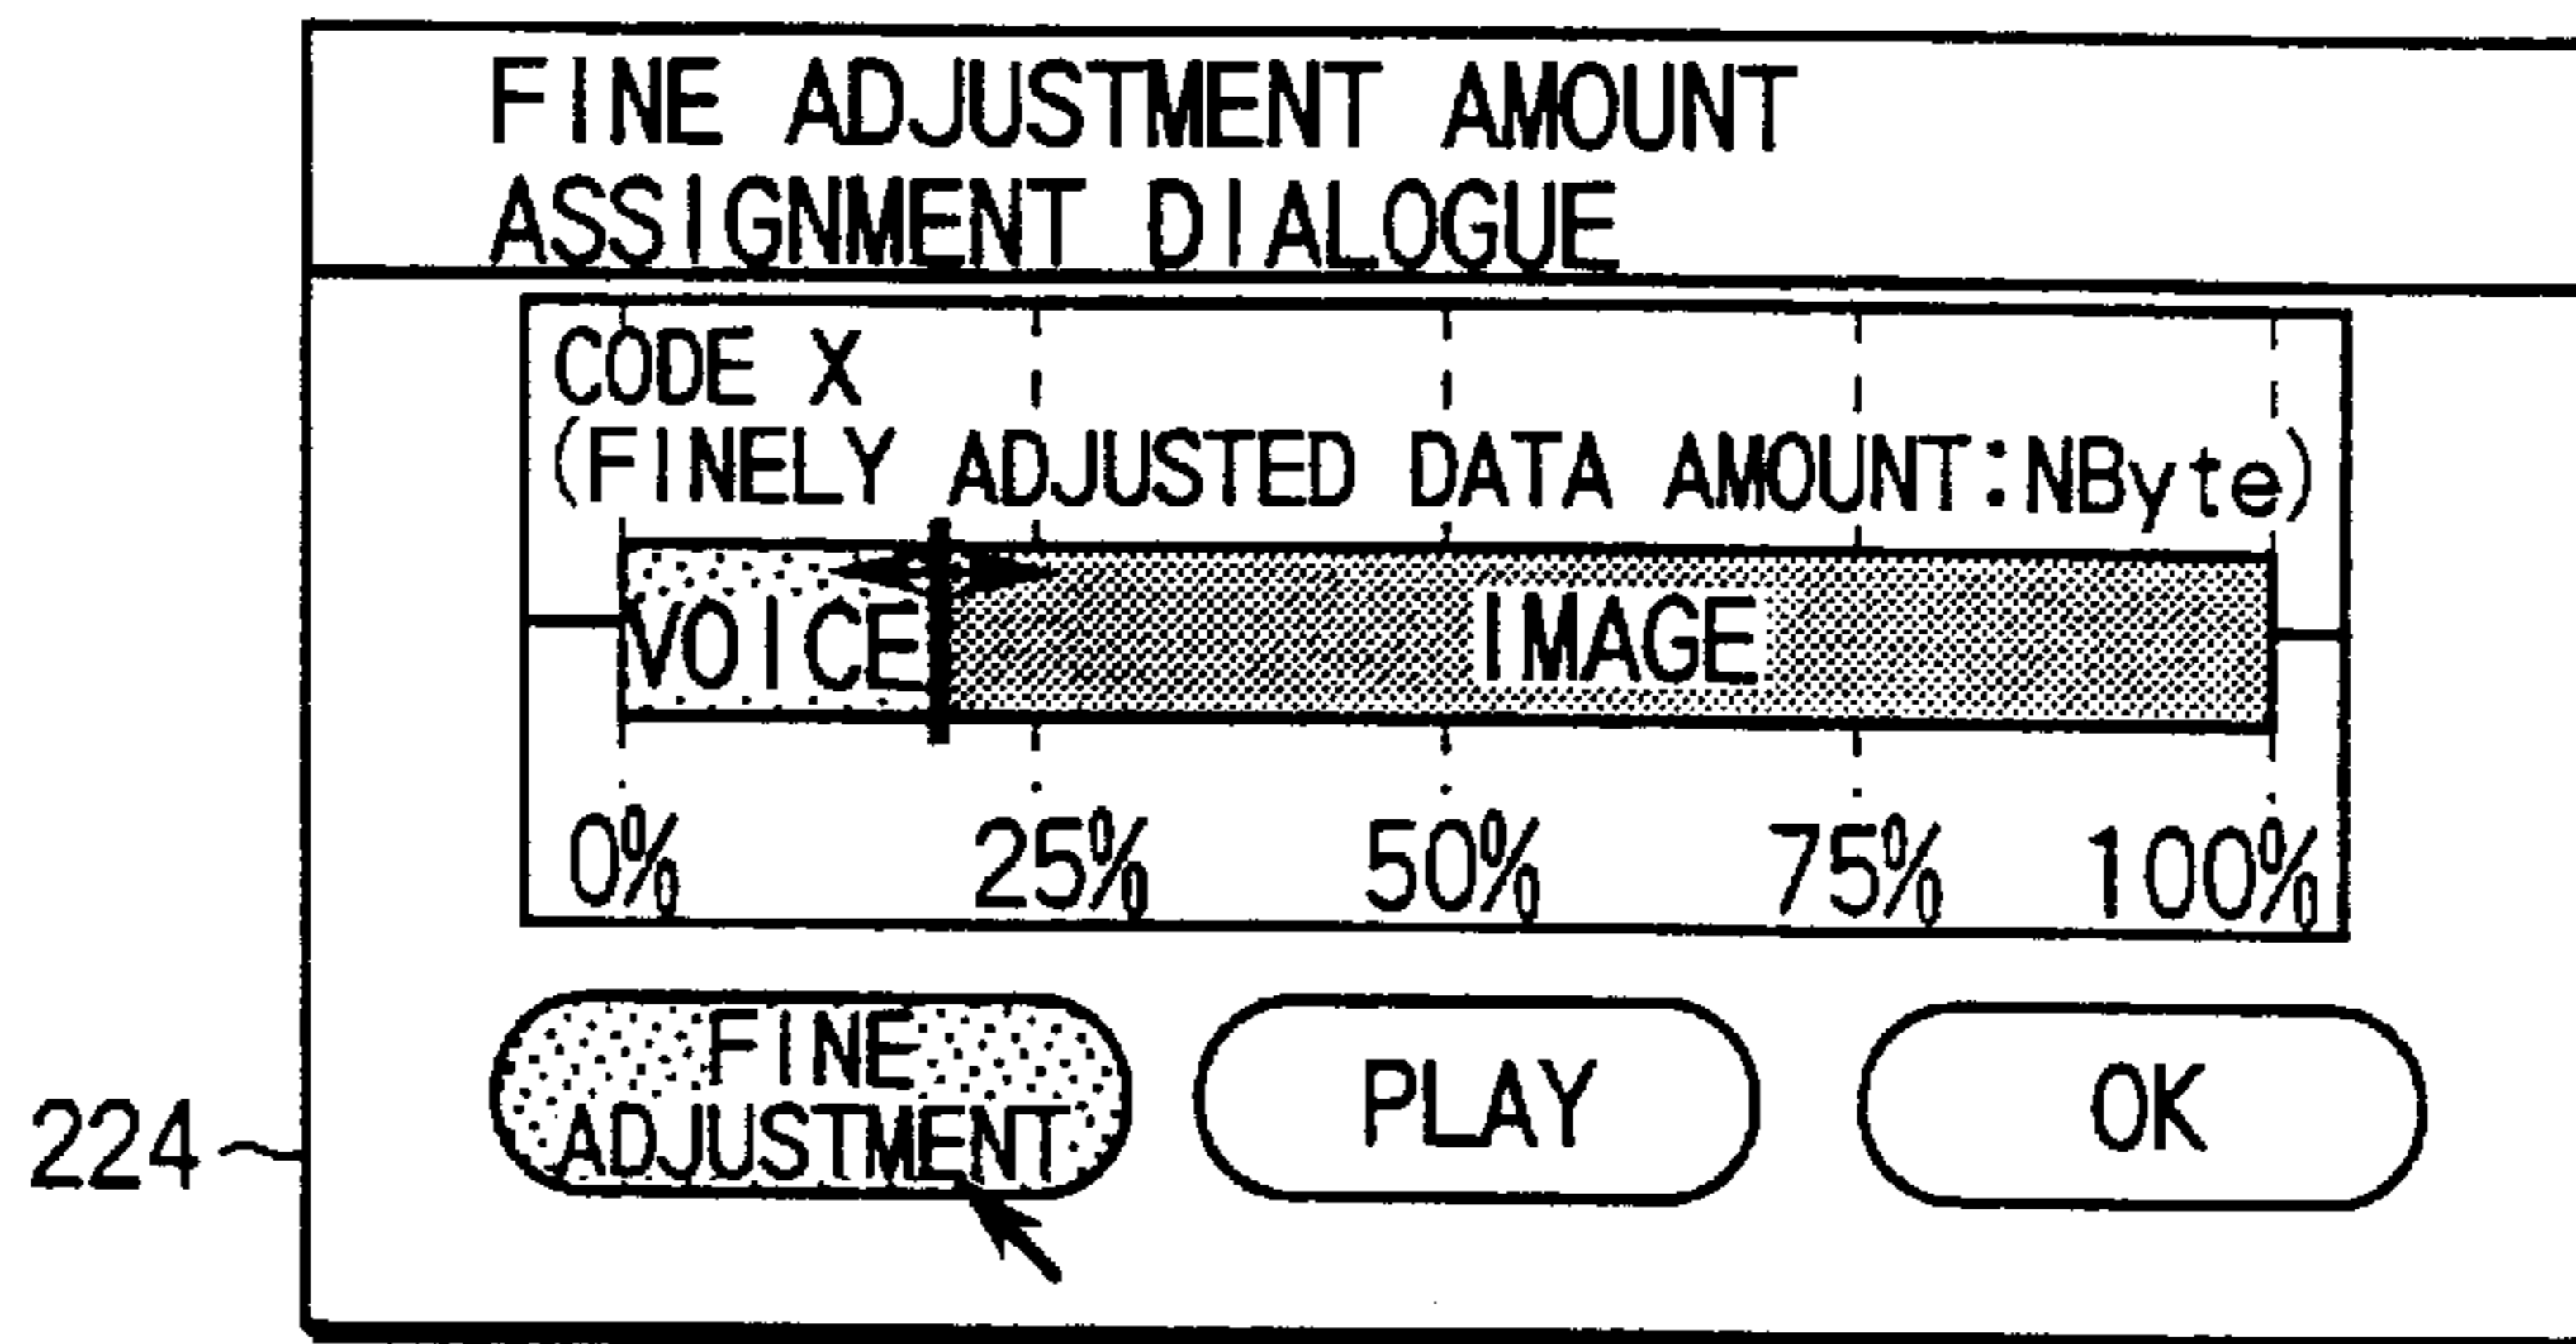 FINE ADJUSTMENT AMOUNT
ASSIGNMENT DIALOGUE
CODE X
(FINELY ADJUSTED DATA AMOUNT:NByte)
VOICE IMAGE
0% 25% 50% 75% 100%
FINE
ADJUSTMENT
PLAY
OK
224